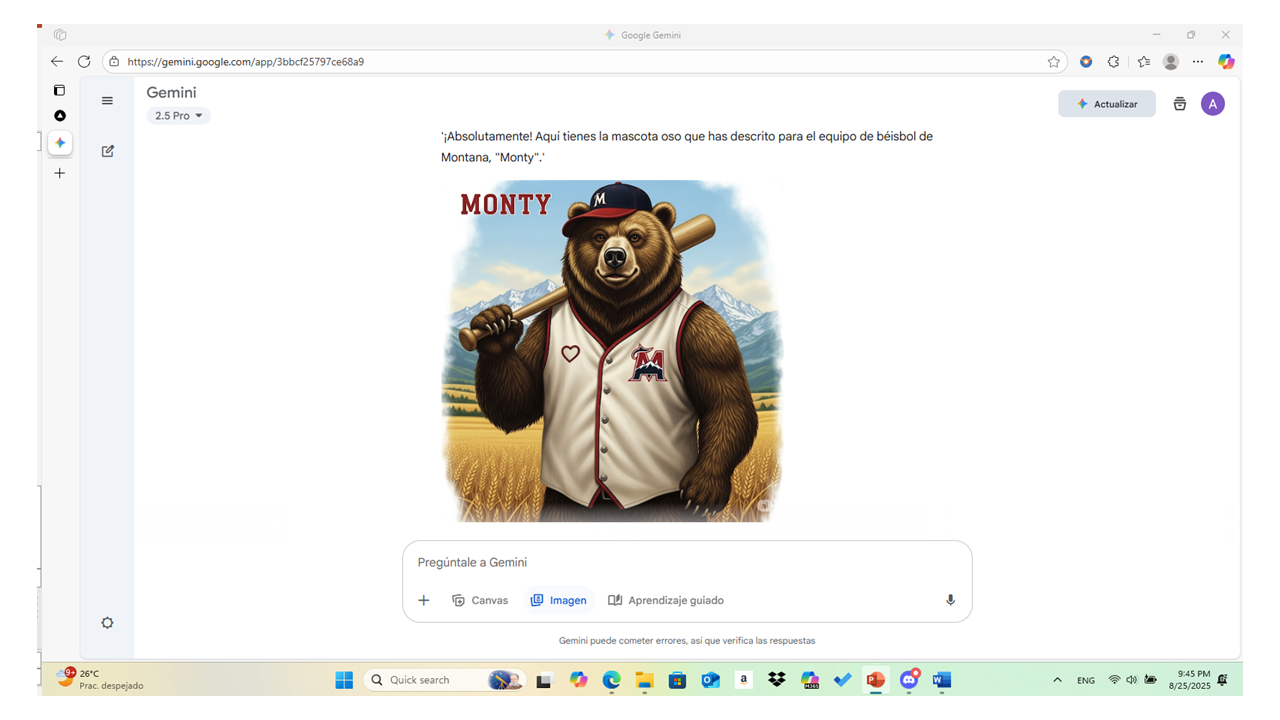 Google Gemini
https://gemini.google.com/app/3bbcf25797ce68a9
Gemini
2.5 Pro
Actualizar
A
'¡Absolutamente! Aquí tienes la mascota oso que has descrito para el equipo de béisbol de
Montana, "Monty".'
MONTY
M
M
Pregúntale a Gemini
Canvas
Imagen
Aprendizaje guiado
Gemini puede cometer errores, así que verifica las respuestas
9+
26°C
Prac. despejado
Quick search
a
M365
P
W
ENG
9:45 PM
8/25/2025